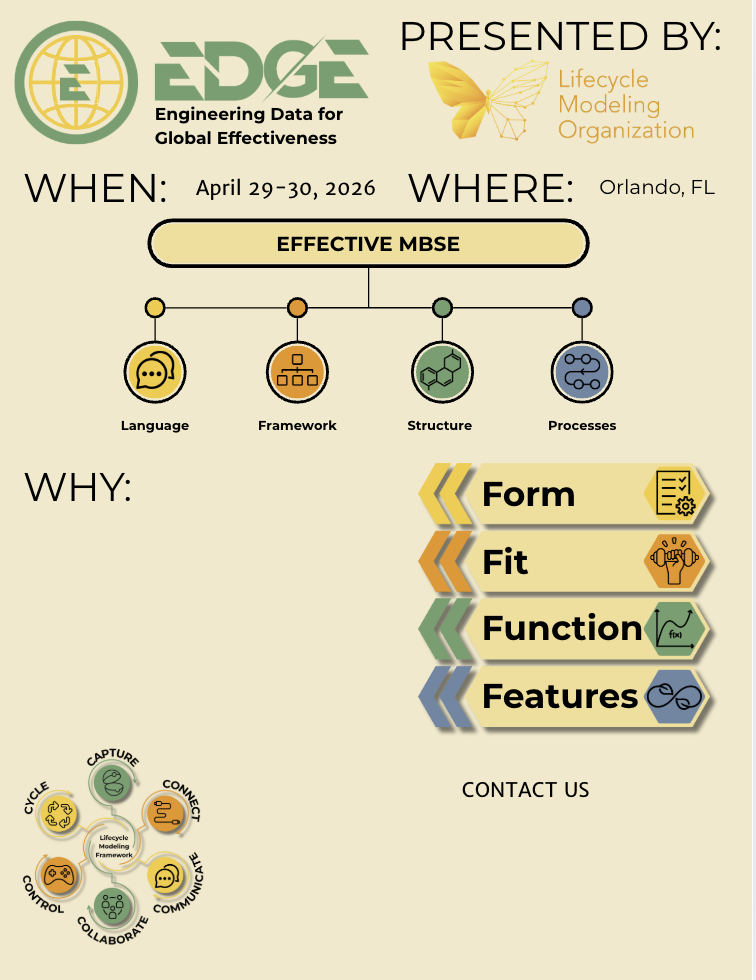 EDGE
Engineering Data for
Global Effectiveness
PRESENTED BY:
Lifecycle
Modeling
Organization
WHEN: April 29-30, 2026
WHERE: Orlando, FL
EFFECTIVE MBSE
Language
Framework
Structure
Processes
WHY:
Form
Fit
Function
f(x)
Features
CAPTURE
CONNECT
COMMUNICATE
COLLABORATE
CONTROL
CYCLE
Lifecycle
Modeling
Framework
CONTACT US